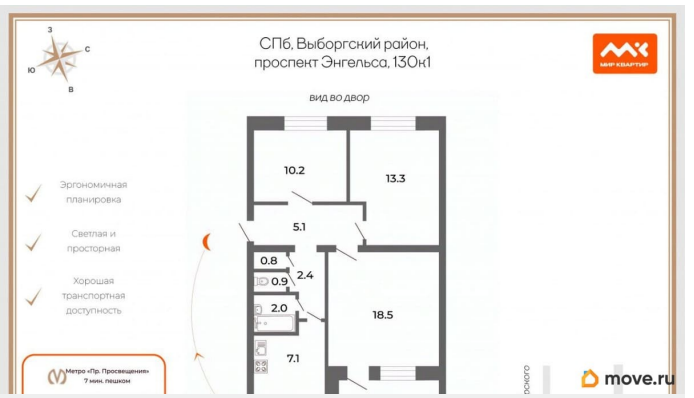 З
С
Ю
В
СПб, Выборгский район,
проспект Энгельса, 130к1
МИР КВАРТИР
вид во двор
10.2
13.3
5.1
0.8
0.9
2.4
2.0
18.5
7.1
Эргономичная
планировка
Светлая и
просторная
Хорошая
транспортная
доступность
Метро «Пр. Просвещения»
7 мин. пешком
move.ru